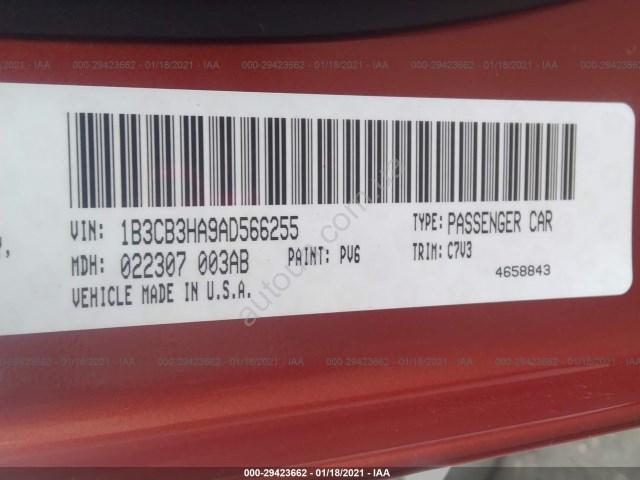 000-29423662 - 01/18/2021 - IAA
VIN: 1B3CB3HA9AD566255
TYPE: PASSENGER CAR
MDH: 022307 003AB
PAINT: PV6
TRIM: C7V3
VEHICLE MADE IN U.S.A.
4658843
000-29423662 - 01/18/2021 - IAA